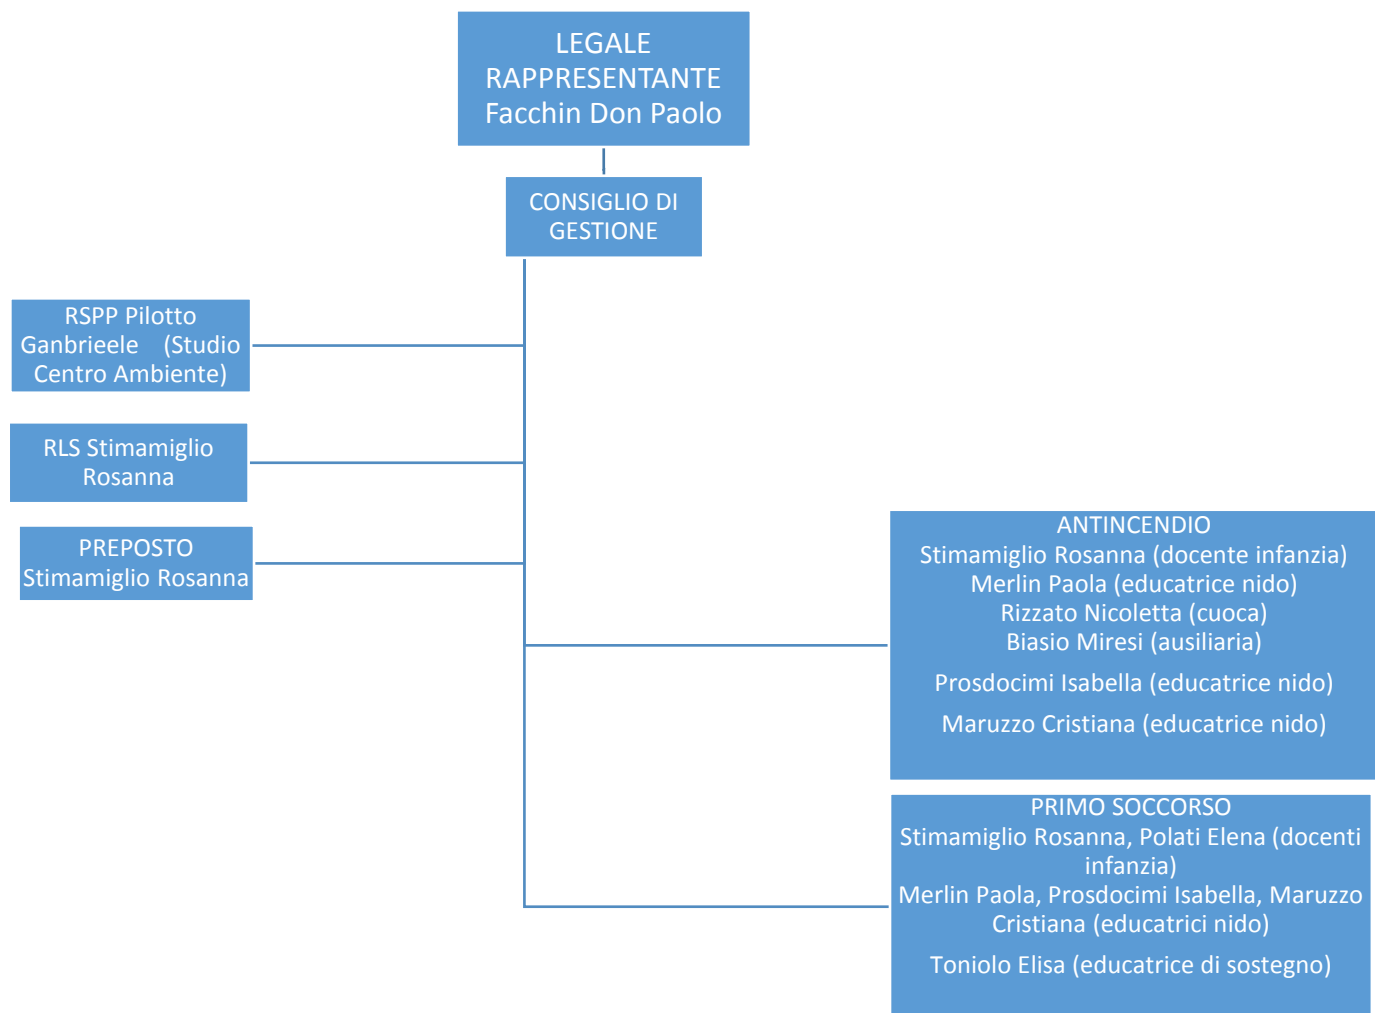 LEGALE
RAPPRESENTANTE
Facchin Don Paolo
CONSIGLIO DI
GESTIONE
RSPP Pilotto
Ganbrieele (Studio
Centro Ambiente)
RLS Stimamiglio
Rosanna
PREPOSTO
Stimamiglio Rosanna
ANTINCENDIO
Stimamiglio Rosanna (docente infanzia)
Merlin Paola (educatrice nido)
Rizzato Nicoletta (cuoca)
Biasio Miresi (ausiliaria)
Prosdocimi Isabella (educatrice nido)
Maruzzo Cristiana (educatrice nido)
PRIMO SOCCORSO
Stimamiglio Rosanna, Polati Elena (docenti
infanzia)
Merlin Paola, Prosdocimi Isabella, Maruzzo
Cristiana (educatrici nido)
Toniolo Elisa (educatrice di sostegno)